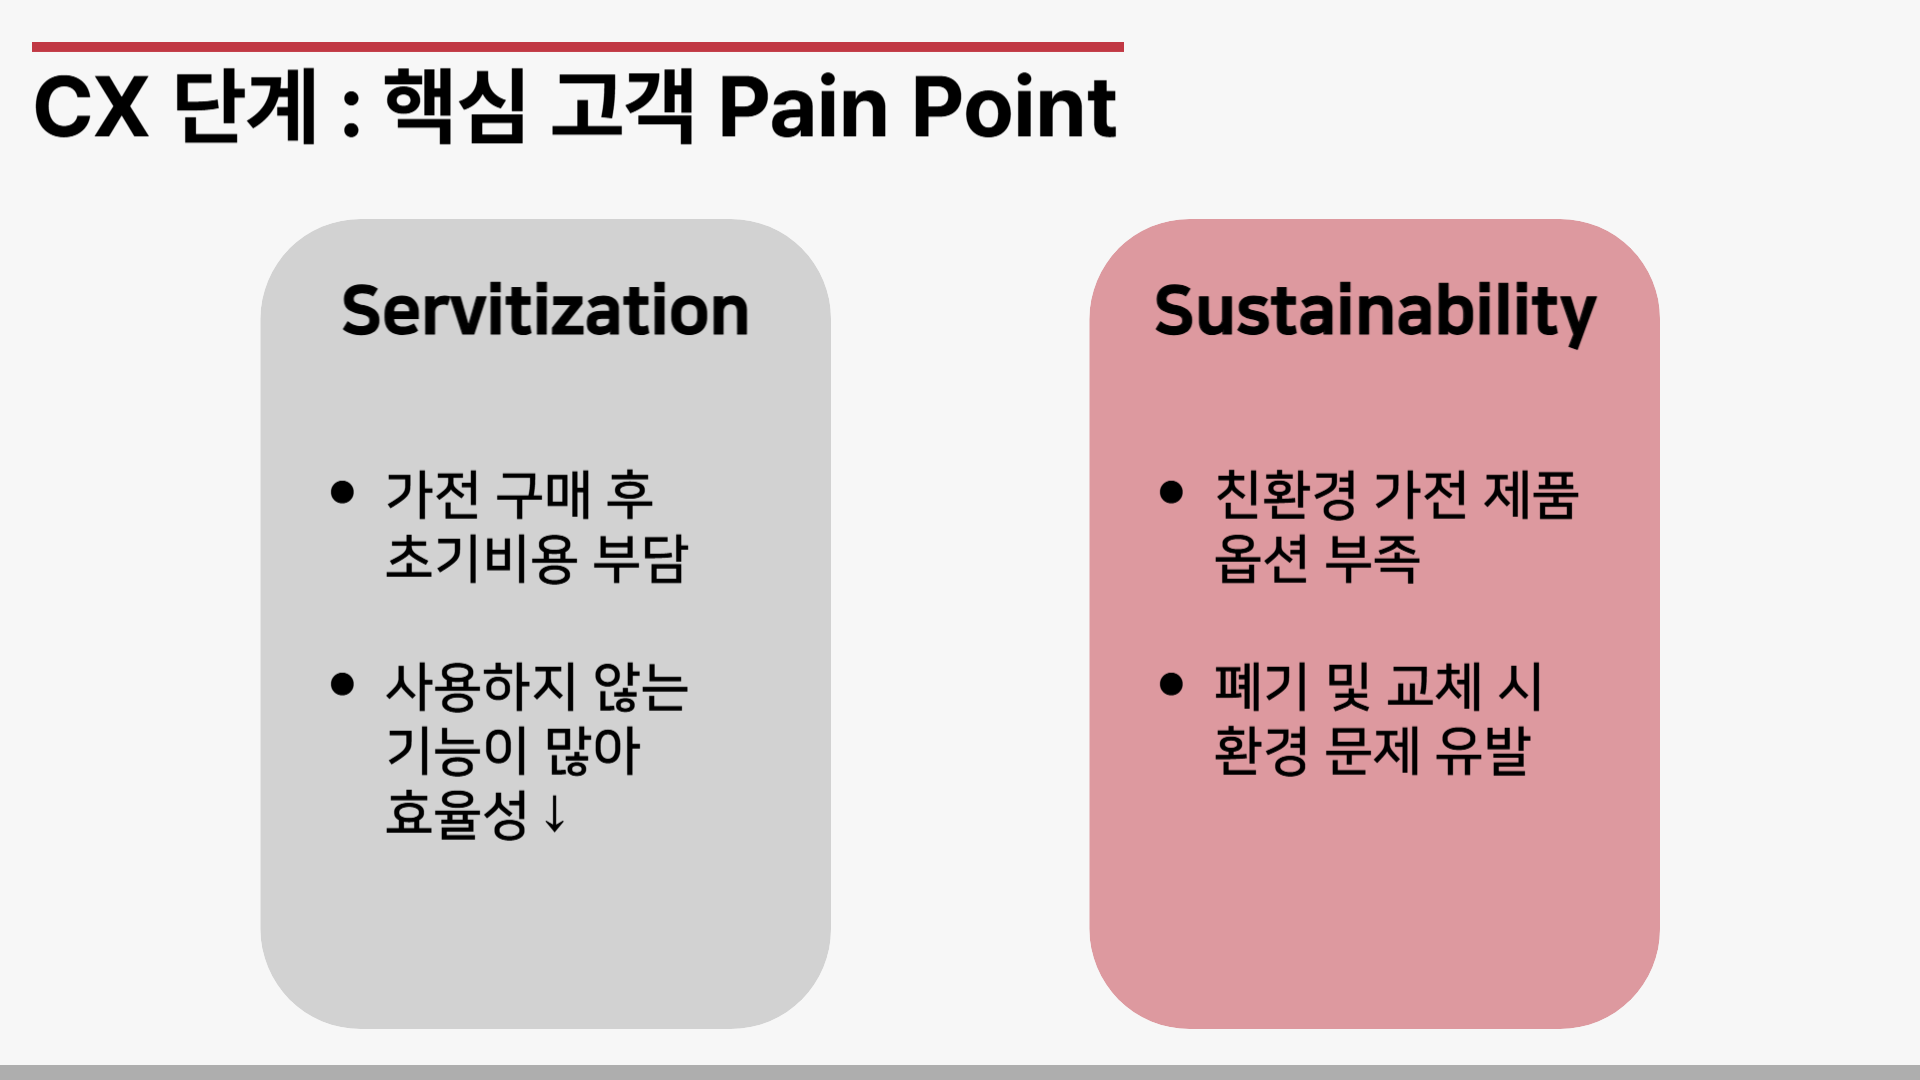 CX 단계 : 핵심 고객 Pain Point
Servitization
● 가전 구매 후
초기비용 부담
● 사용하지 않는
기능이 많아
효율성 ↓
Sustainability
● 친환경 가전 제품
옵션 부족
● 폐기 및 교체 시
환경 문제 유발